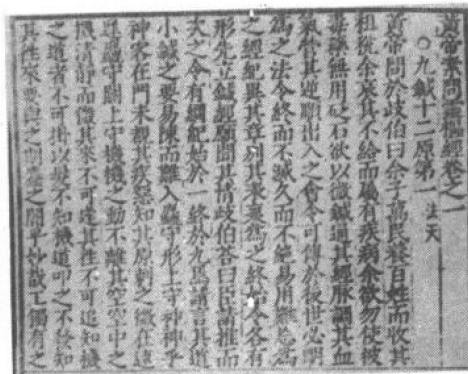 黃帝素問靈樞經卷之一
○九鍼十二原第一 法天
黃帝問於歧伯曰余子萬民養百姓而收其
租稅余哀其不給而屬有疾病余欲勿使被
毒藥無用砭石欲以微鍼通其經脉調其血
氣營其逆順出入之會令可傳於後世必明
為之法令終而不滅久而不絕易用難忘為
之經紀異其章別其表裏為之終始令各有
形先立鍼經願聞其情歧伯答曰臣請推而
次之令有綱紀始於一終於九焉請言其道
小鍼之要易陳而難入麤守形上守神神乎
神客在門未覩其疾惡知其原刺之微在速
遲麤守關上守機機之動不離其空空中之
機清靜而微其來不可逢其往不可追知機
之道者不可掛以髮不知機道叩之不發知
其往來要與之期麤之闇乎妙哉工獨有之